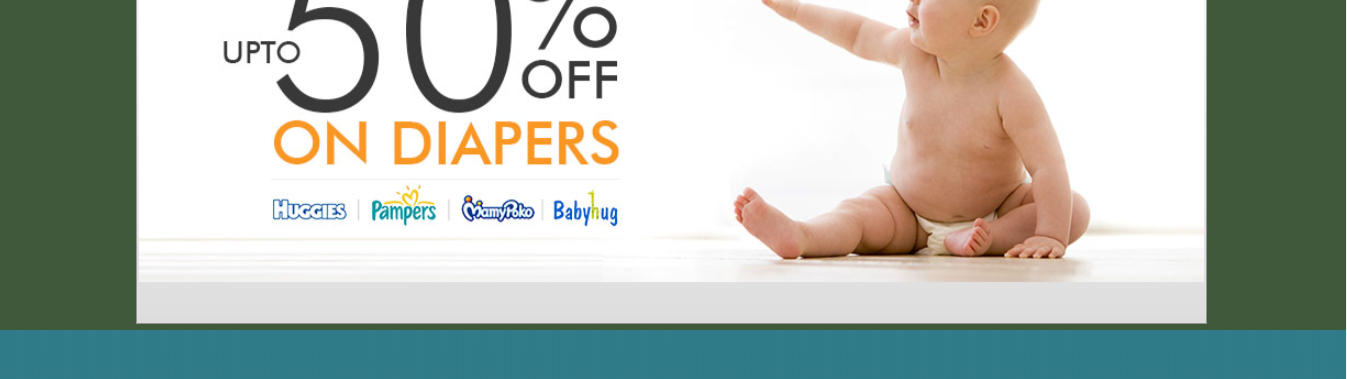 UPTO 50% OFF
ON DIAPERS
HUGGIES | Pampers | MamyPoko | Babyhug